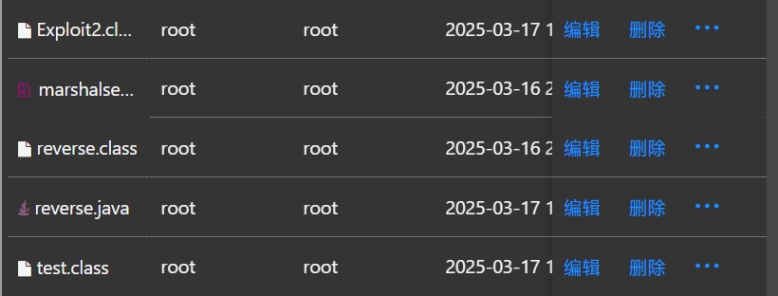 Exploit2.cl... root root 2025-03-17 1 编辑 删除 ...
marshalse... root root 2025-03-16 2 编辑 删除 ...
reverse.class root root 2025-03-16 2 编辑 删除 ...
reverse.java root root 2025-03-17 1 编辑 删除 ...
test.class root root 2025-03-17 1 编辑 删除 ...